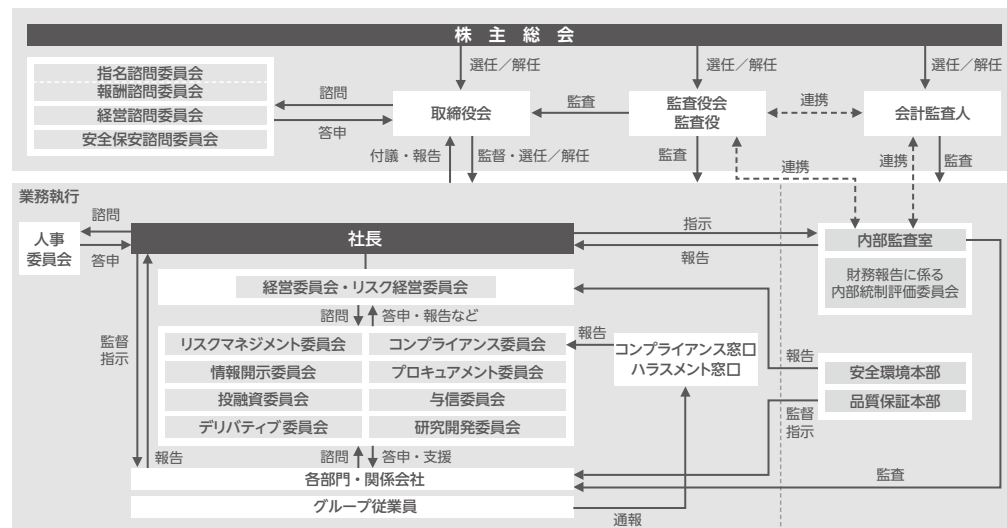 株主総会
指名諮問委員会
報酬諮問委員会
経営諮問委員会
安全保安諮問委員会
諮問
答申
選任／解任
取締役会
付議・報告
監督・選任／解任
監査
選任／解任
監査役会
監査役
監査
連携
連携
選任／解任
会計監査人
連携
監査
業務執行
諮問
人事
委員会
答申
社長
指示
報告
内部監査室
財務報告に係る
内部統制評価委員会
経営委員会・リスク経営委員会
諮問
答申・報告など
監督
指示
リスクマネジメント委員会
コンプライアンス委員会
情報開示委員会
プロキュアメント委員会
投融資委員会
与信委員会
デリバティブ委員会
研究開発委員会
報告
コンプライアンス窓口
ハラスメント窓口
報告
安全環境本部
品質保証本部
監督
指示
報告
諮問
答申・支援
各部門・関係会社
監査
グループ従業員
通報